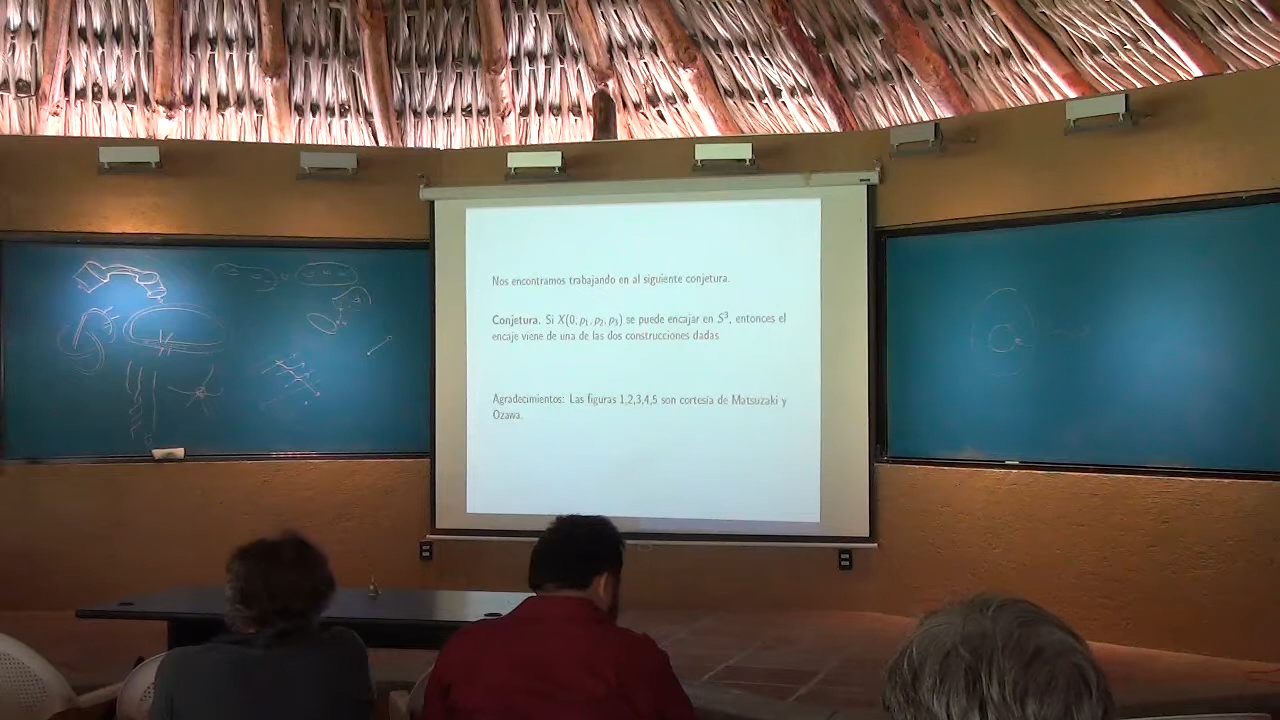 Nos encontramos trabajando en al siguiente conjetura.
Conjetura. Si X(0, p₁, p₂, p₃) se puede encajar en S³, entonces el
encaje viene de una de las dos construcciones dadas
Agradecimientos: Las figuras 1,2,3,4,5 son cortesía de Matsuzaki y
Ozawa.